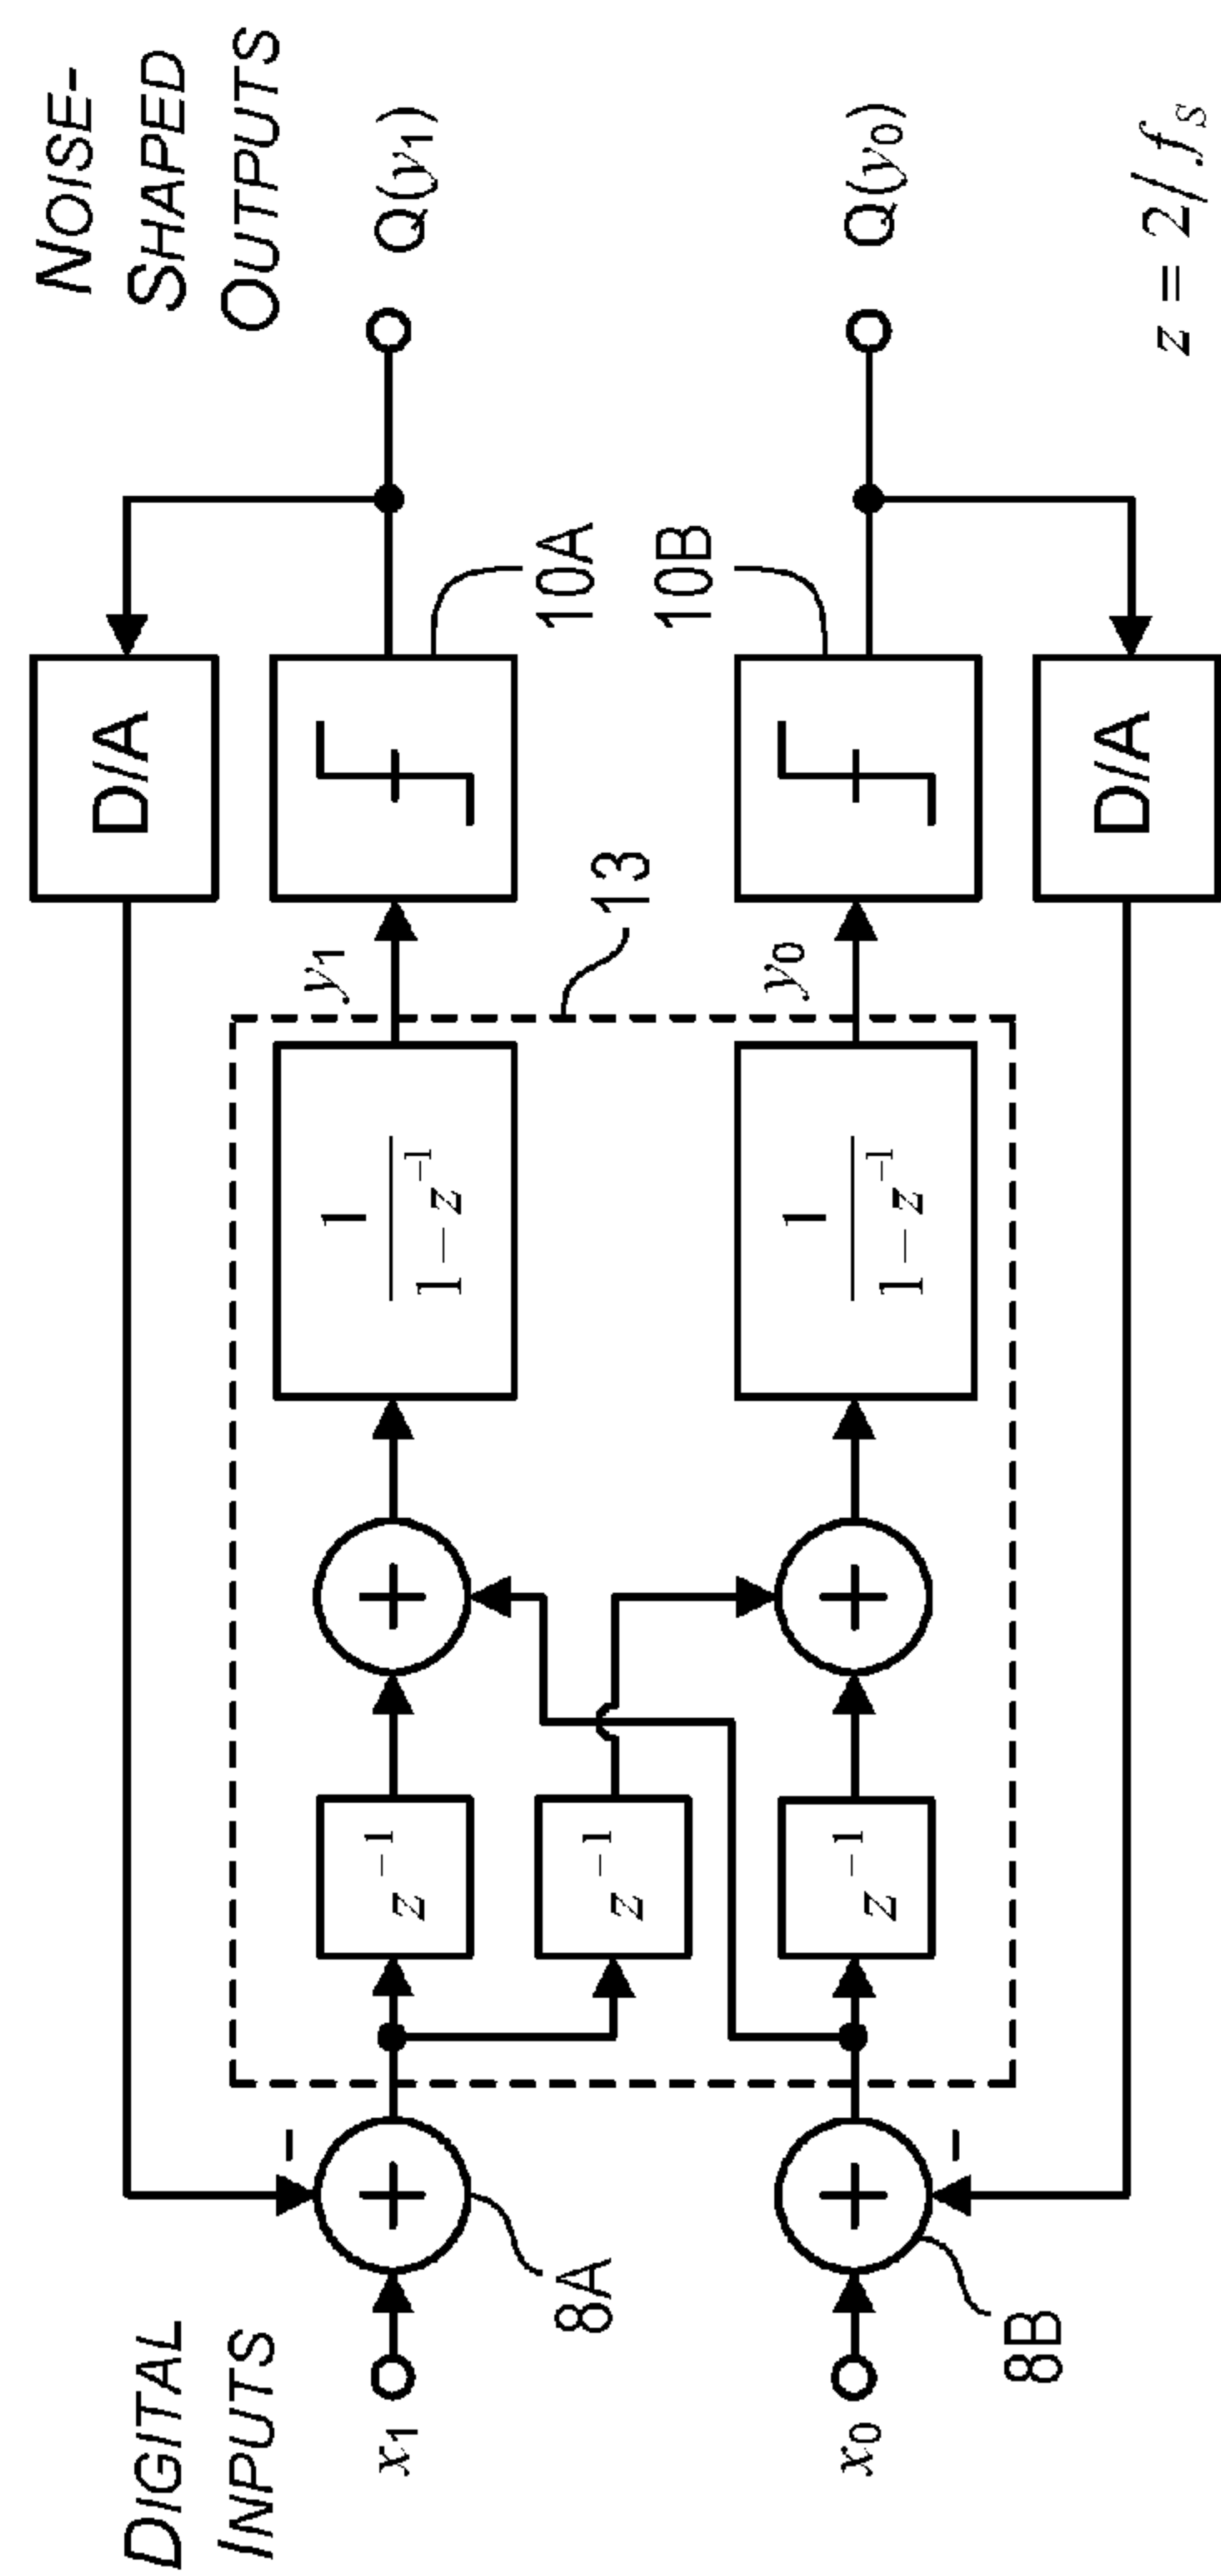 DIGITAL
INPUTS
NOISE-
SHAPED
OUTPUTS
D/A
x₁
8A
z⁻¹
1
1 − z⁻¹
y₁
10A
Q(y₁)
z⁻¹
13
10B
x₀
8B
z⁻¹
1
1 − z⁻¹
y₀
Q(y₀)
D/A
z = 2/.fₛ